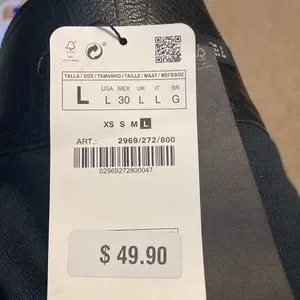 TALLA / SIZE / TAMANHO / TAILLE / MAAT / ΜΕΓΕΘΟΣ
L
USA MEX UK IT BR
L 30 L L G
XS S M L
ART.: 2969/272/800
02969272800047
$ 49.90